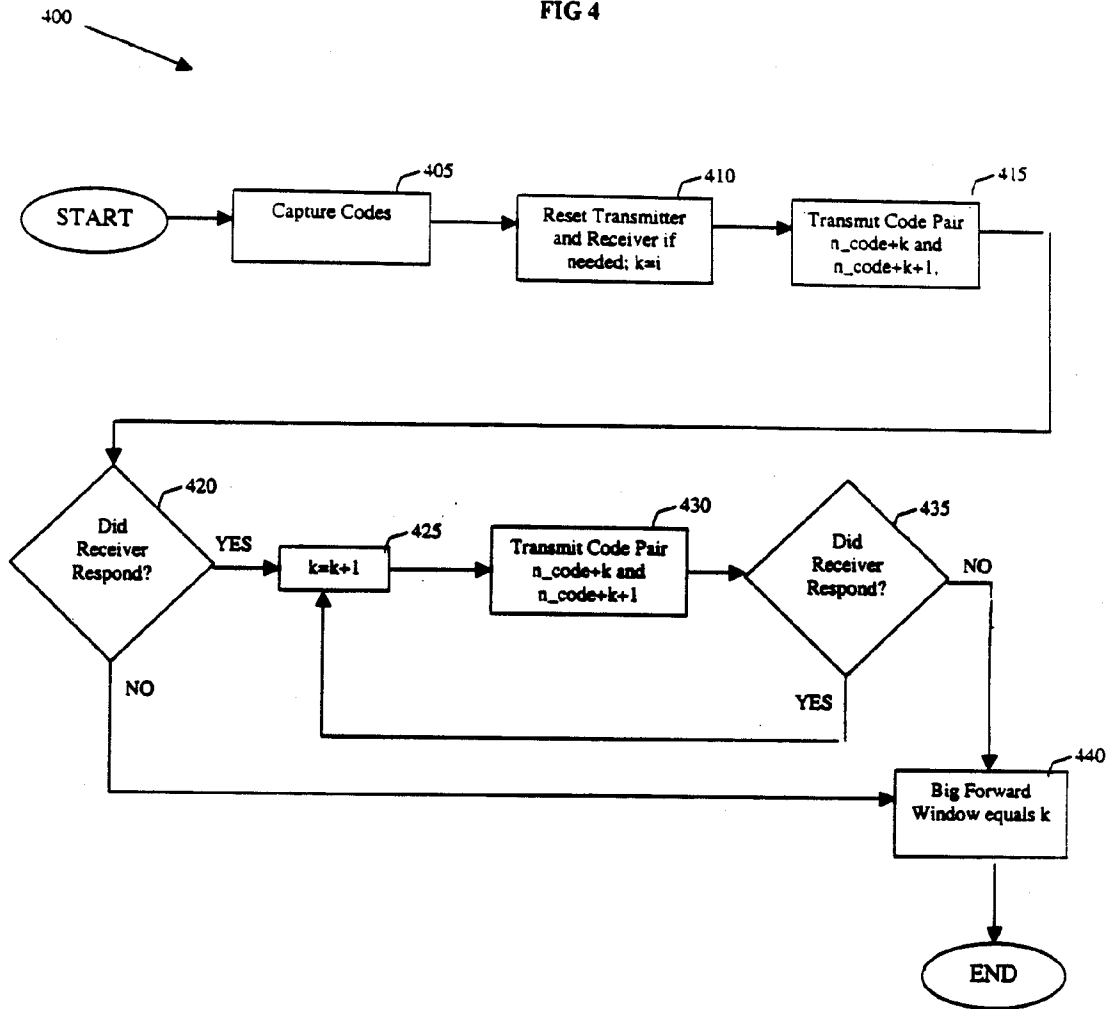 FIG 4
400
START
405
Capture Codes
410
Reset Transmitter
and Receiver if
needed; k=i
415
Transmit Code Pair
n_code+k and
n_code+k+1.
420
Did
Receiver
Respond?
YES
NO
425
k=k+1
430
Transmit Code Pair
n_code+k and
n_code+k+1
435
Did
Receiver
Respond?
NO
YES
440
Big Forward
Window equals k
END